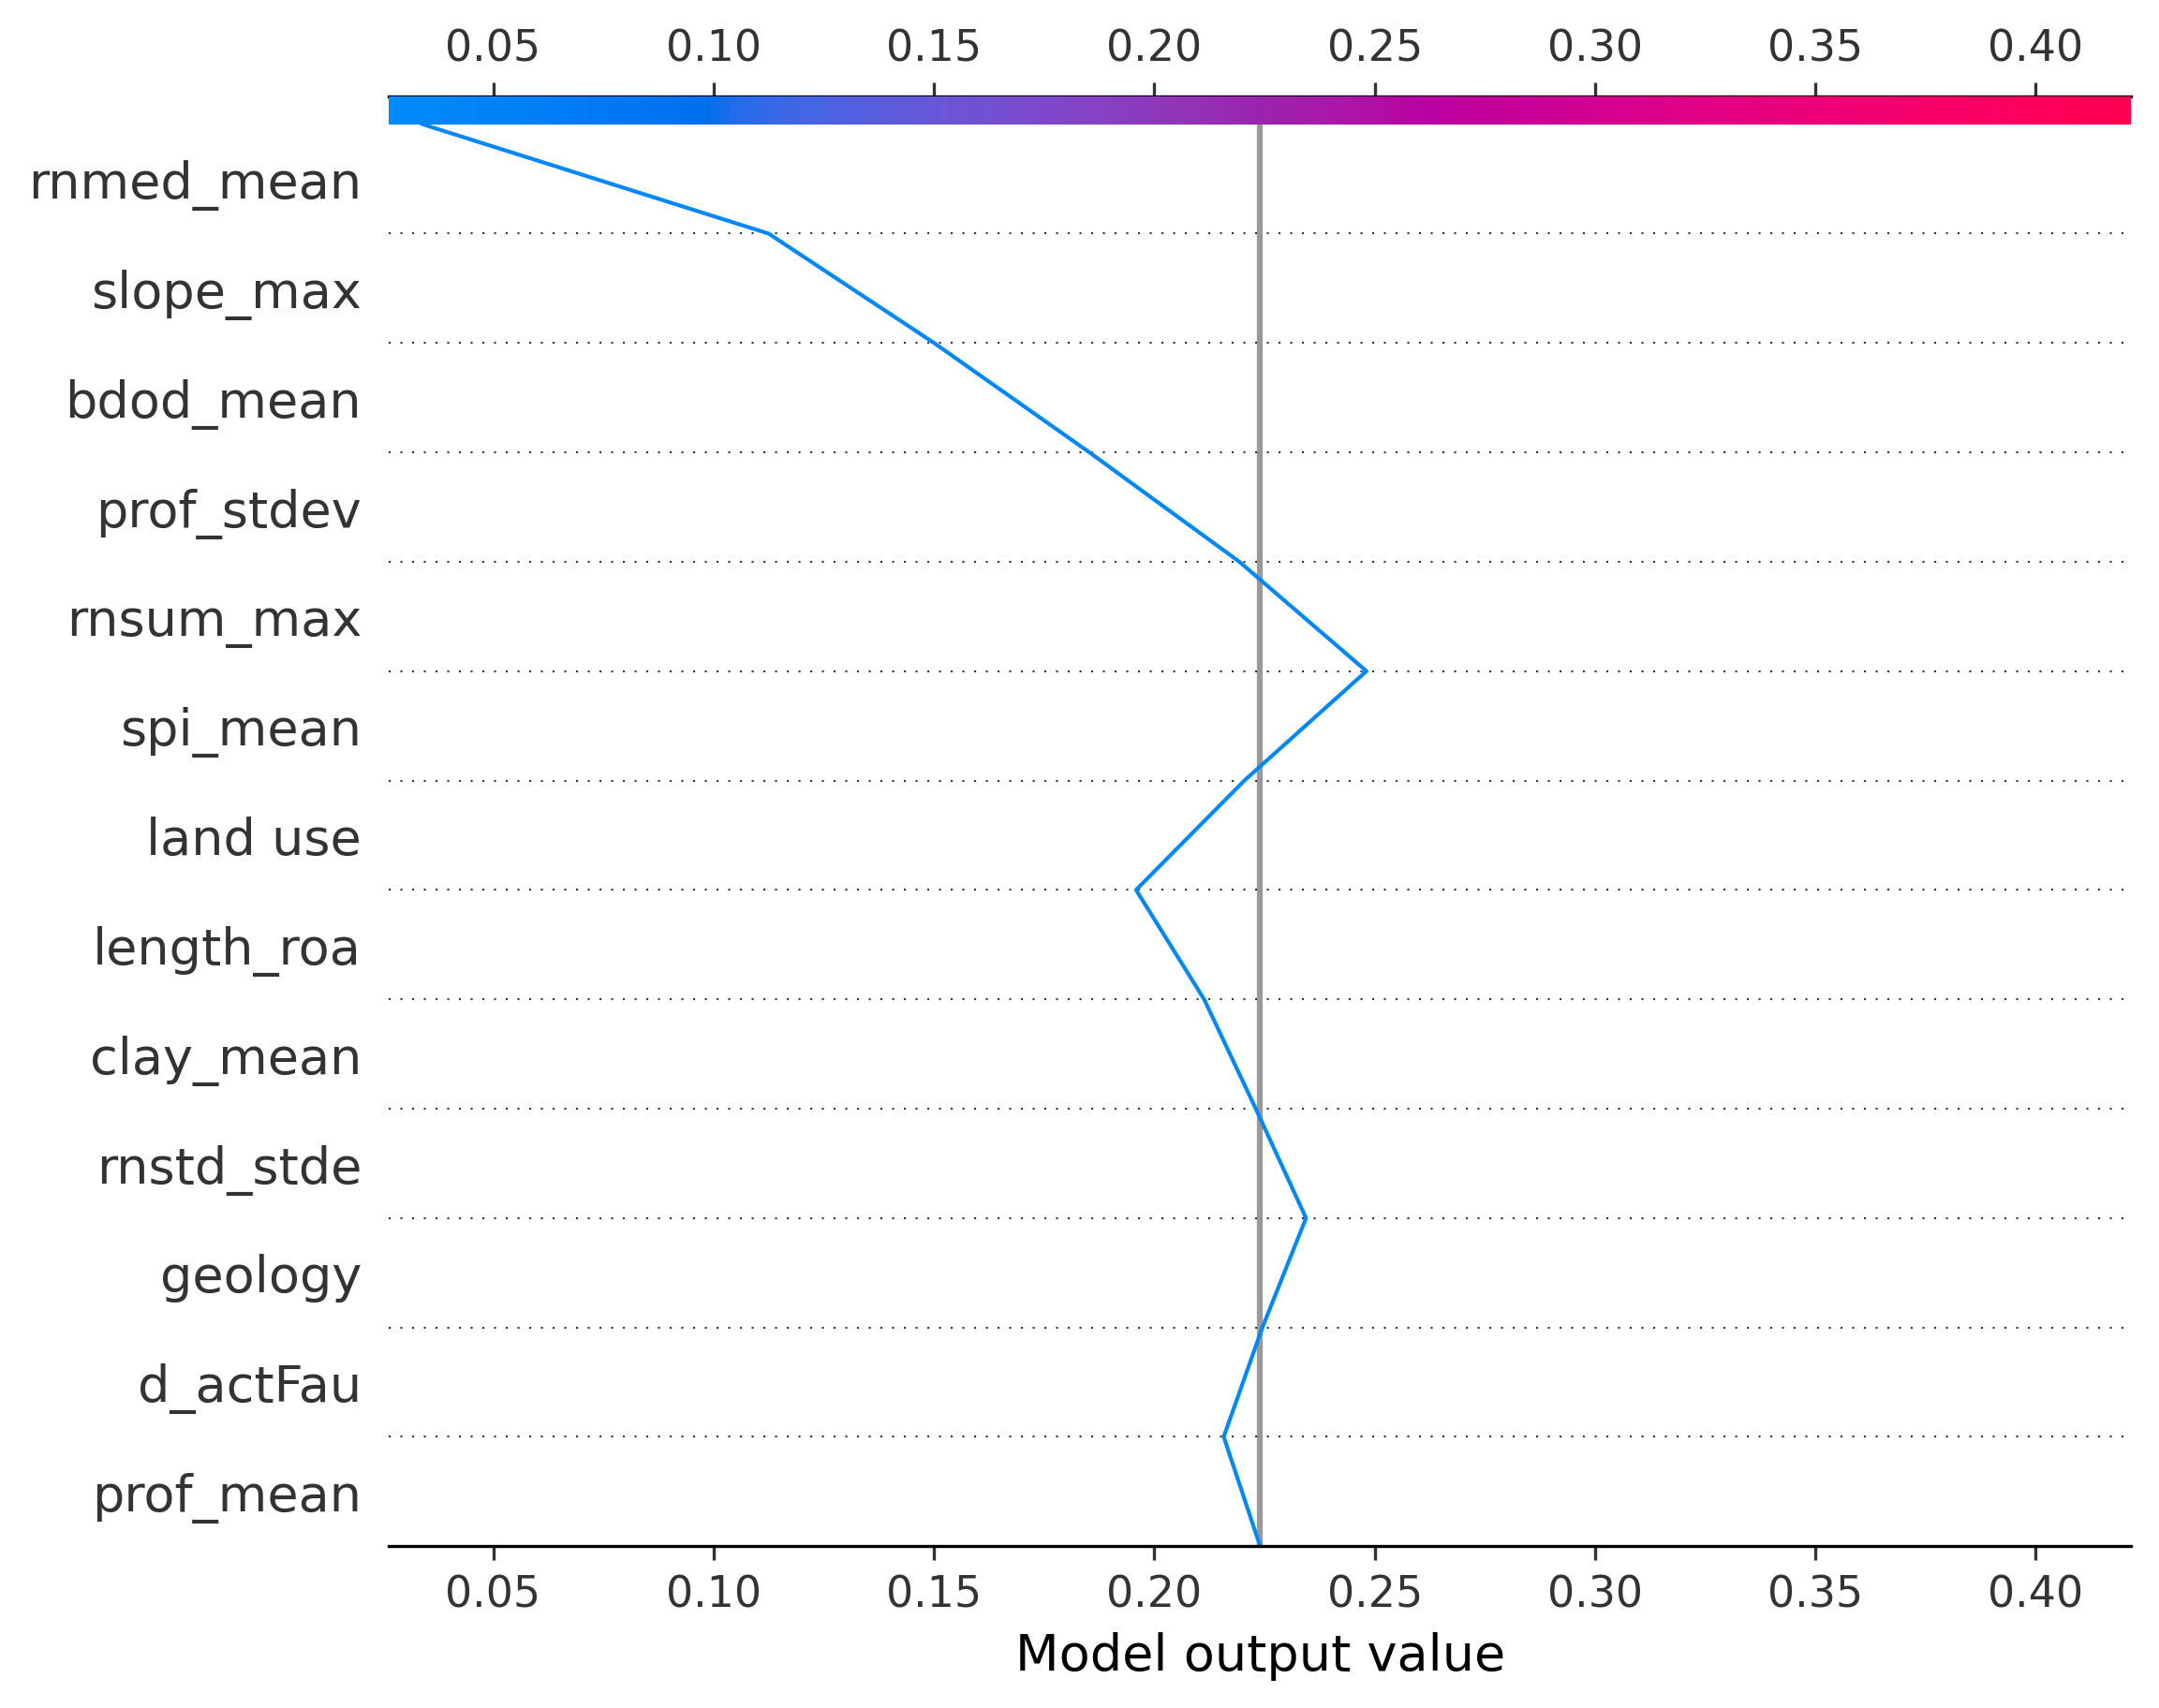 0.05 0.10 0.15 0.20 0.25 0.30 0.35 0.40
rnmed_mean
slope_max
bdod_mean
prof_stdev
rnsum_max
spi_mean
land use
length_roa
clay_mean
rnstd_stde
geology
d_actFau
prof_mean
0.05 0.10 0.15 0.20 0.25 0.30 0.35 0.40
Model output value